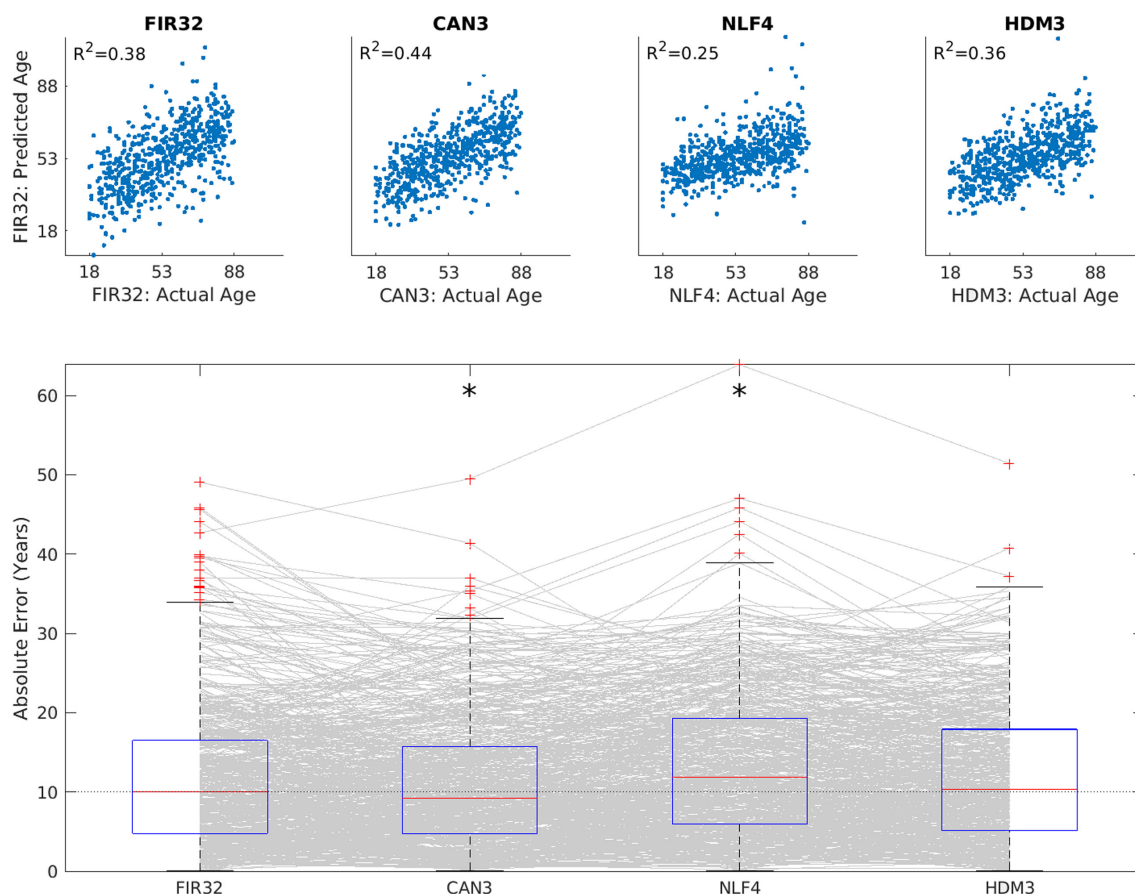 FIR32 CAN3 NLF4 HDM3
R²=0.38 R²=0.44 R²=0.25 R²=0.36
FIR32: Predicted Age
88
53
18
18 53 88 18 53 88 18 53 88 18 53 88
FIR32: Actual Age CAN3: Actual Age NLF4: Actual Age HDM3: Actual Age
Absolute Error (Years)
60
* *
50
40
30
20
10
0
FIR32 CAN3 NLF4 HDM3